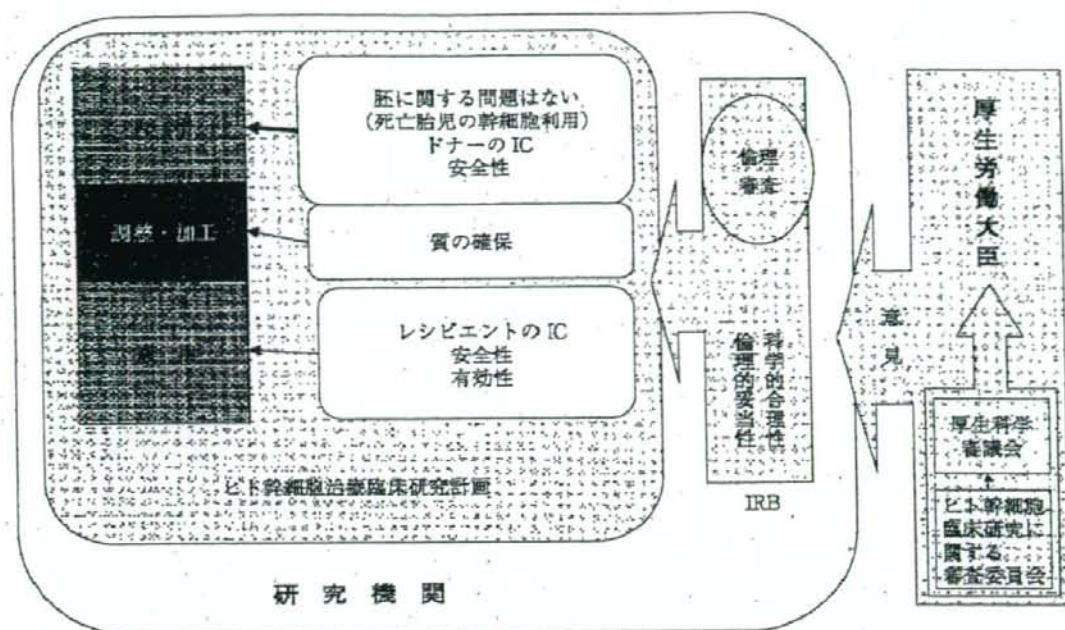 胚に関する問題はない
(死亡胎児の幹細胞利用)
ドナーのIC
安全性
調整・加工
質の確保
レシピエントのIC
安全性
有効性
ヒト幹細胞治療臨床研究計画
研究機関
倫理
審査
科学的合理性
倫理的妥当性
IRB
意見
厚生労働大臣
厚生科学
審議会
ヒト幹細胞
臨床研究に
関する
審査委員会